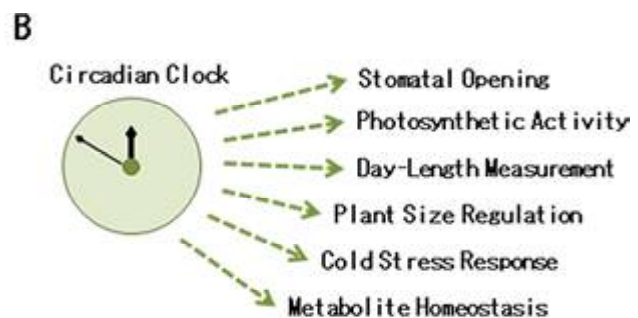 B
Circadian Clock
Stomatal Opening
Photosynthetic Activity
Day-Length Measurement
Plant Size Regulation
Cold Stress Response
Metabolite Homeostasis